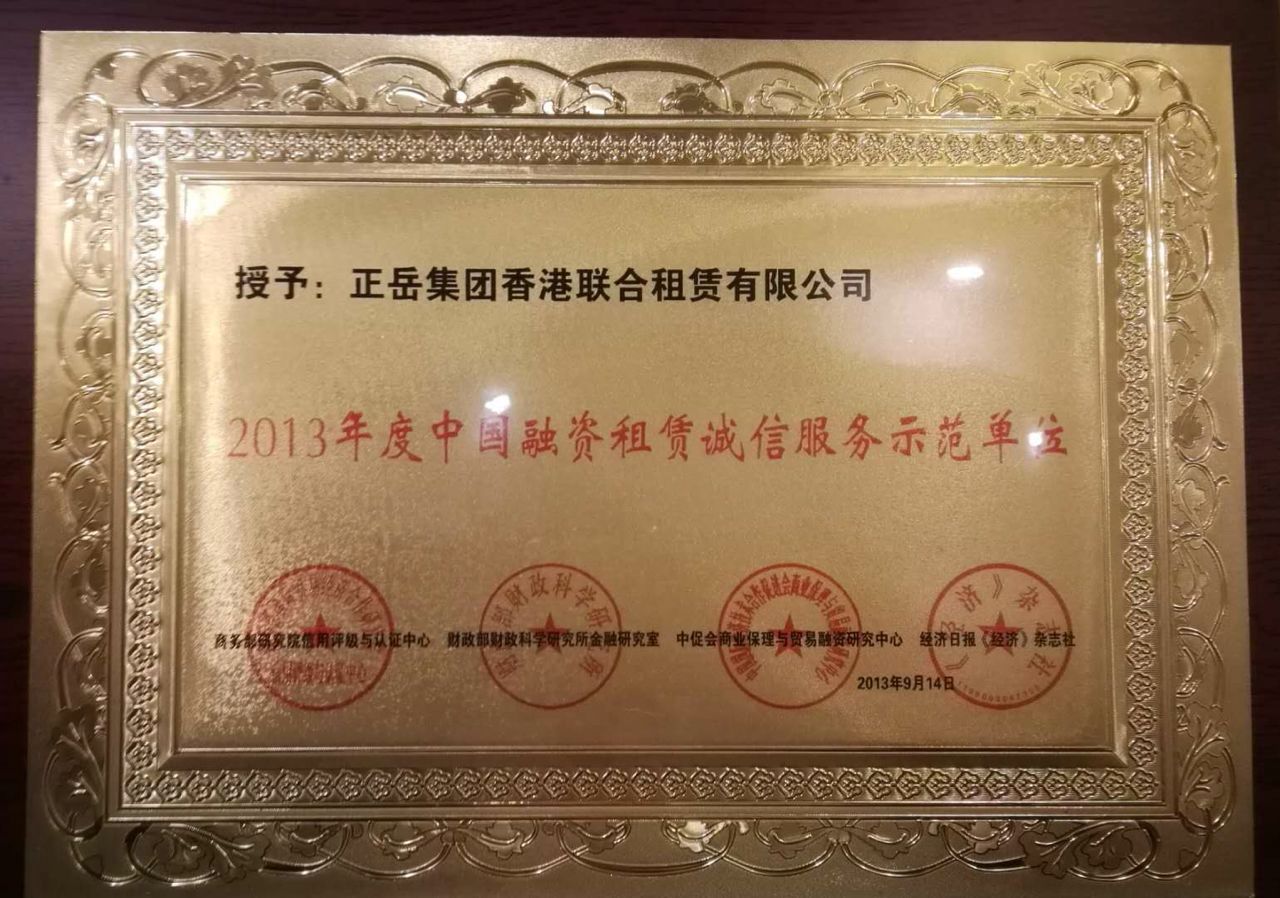 授予：正岳集团香港联合租赁有限公司
2013年度中国融资租赁诚信服务示范单位
商务部研究院信用评级与认证中心 财政部财政科学研究所金融研究室 中促会商业保理与贸易融资研究中心 经济日报《经济》杂志社
2013年9月14日